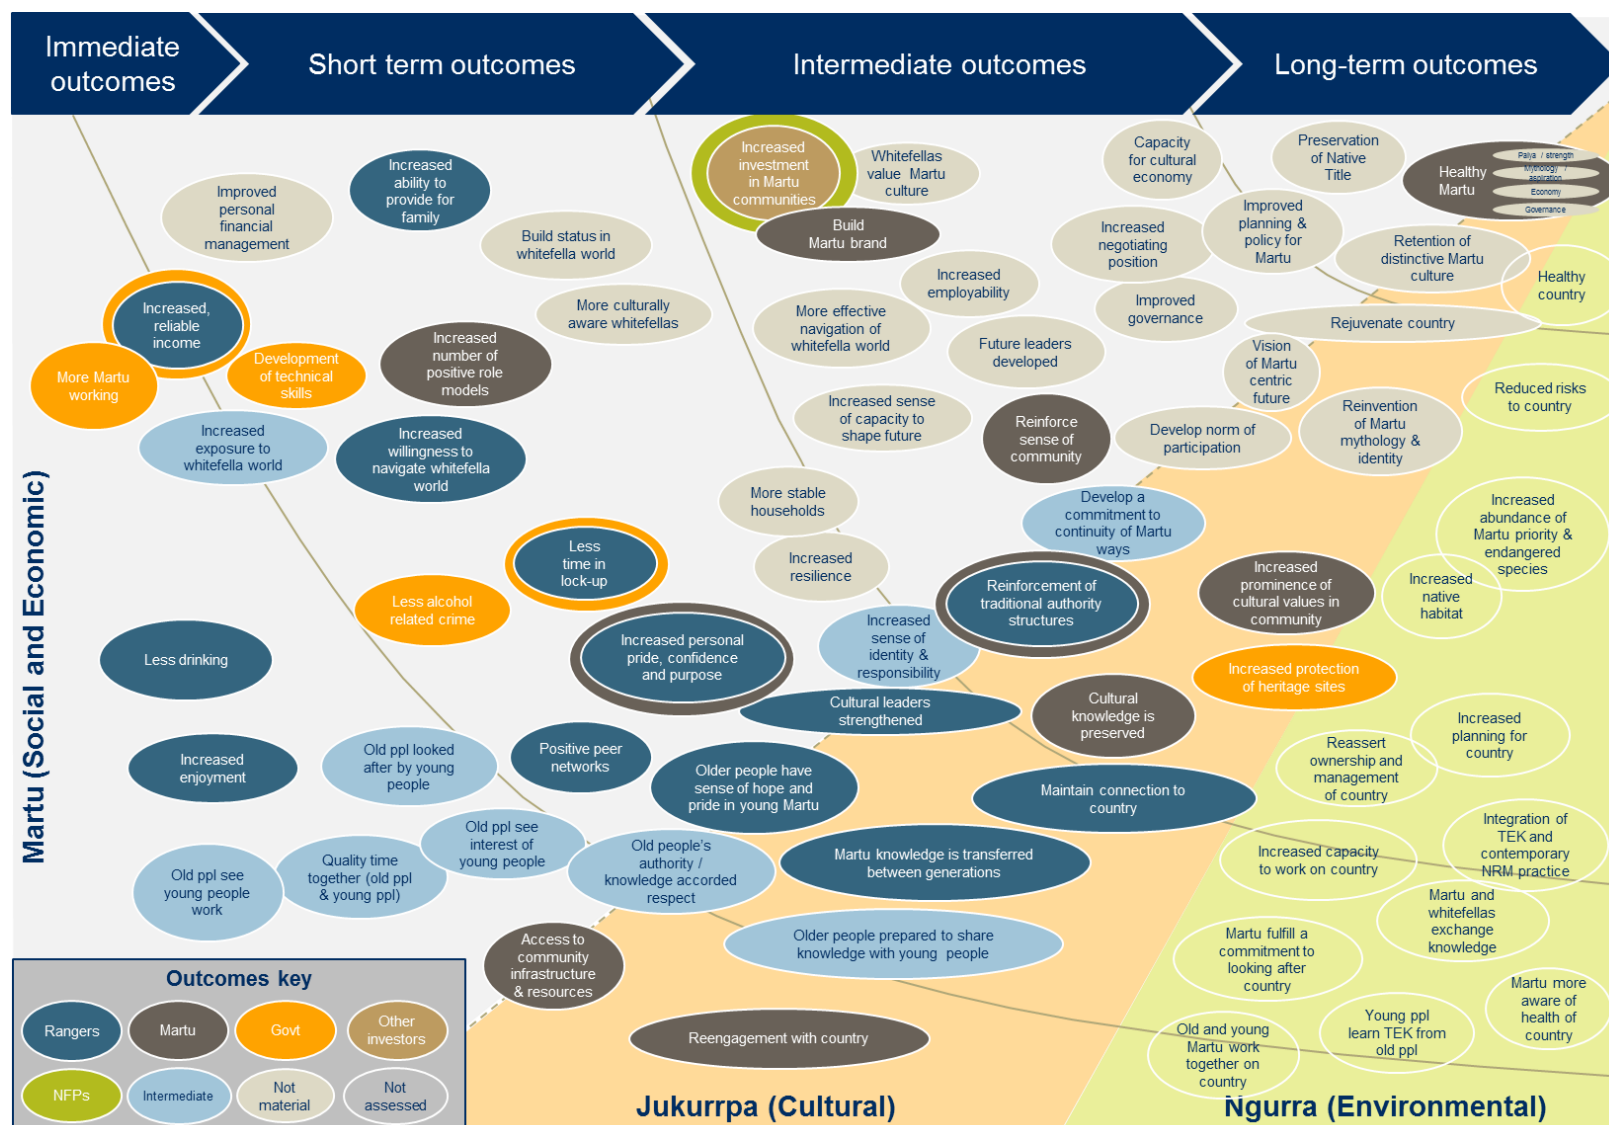 Immediate
outcomes
Short term outcomes
Intermediate outcomes
Long-term outcomes
Martu (Social and Economic)
Improved
personal
financial
management
Increased
ability to
provide for
family
Build status in
whitefella world
More culturally
aware whitefellas
Increased,
reliable
income
More Martu
working
Development
of technical
skills
Increased
number of
positive role
models
Increased
exposure to
whitefella world
Increased
willingness to
navigate whitefella
world
Less
time in
lock-up
Less alcohol
related crime
Less drinking
Increased personal
pride, confidence
and purpose
Increased
enjoyment
Old ppl looked
after by young
people
Positive peer
networks
Old ppl see
young people
work
Quality time
together (old ppl
& young ppl)
Old ppl see
interest of
young people
Old people's
authority /
knowledge accorded
respect
Access to
community
infrastructure
& resources
Increased
investment
in Martu
communities
Whitefellas
value Martu
culture
Build
Martu brand
Increased
employability
More effective
navigation of
whitefella world
Future leaders
developed
Increased sense
of capacity to
shape future
Reinforce
sense of
community
More stable
households
Increased
resilience
Develop a
commitment to
continuity of Martu
ways
Increased
sense of
identity &
responsibility
Reinforcement of
traditional authority
structures
Cultural leaders
strengthened
Cultural
knowledge is
preserved
Older people have
sense of hope and
pride in young Martu
Maintain connection to
country
Martu knowledge is transferred
between generations
Older people prepared to share
knowledge with young people
Reengagement with country
Capacity
for cultural
economy
Preservation
of Native
Title
Healthy
Martu
Palya / strength
Mythology /
aspiration
Economy
Governance
Increased
negotiating
position
Improved
planning &
policy for
Martu
Retention of
distinctive Martu
culture
Healthy
country
Improved
governance
Rejuvenate country
Vision
of Martu
centric
future
Reduced risks
to country
Develop norm of
participation
Reinvention
of Martu
mythology &
identity
Increased
abundance of
Martu priority &
endangered
species
Increased
prominence of
cultural values in
community
Increased
native
habitat
Increased protection
of heritage sites
Increased
planning for
country
Reassert
ownership and
management
of country
Integration of
TEK and
contemporary
NRM practice
Increased capacity
to work on country
Martu and
whitefellas
exchange
knowledge
Martu fulfill a
commitment to
looking after
country
Martu more
aware of
health of
country
Young ppl
learn TEK from
old ppl
Old and young
Martu work
together on
country
Jukurrpa (Cultural)
Ngurra (Environmental)
Outcomes key
Rangers
Martu
Govt
Other
investors
NFPs
Intermediate
Not
material
Not
assessed